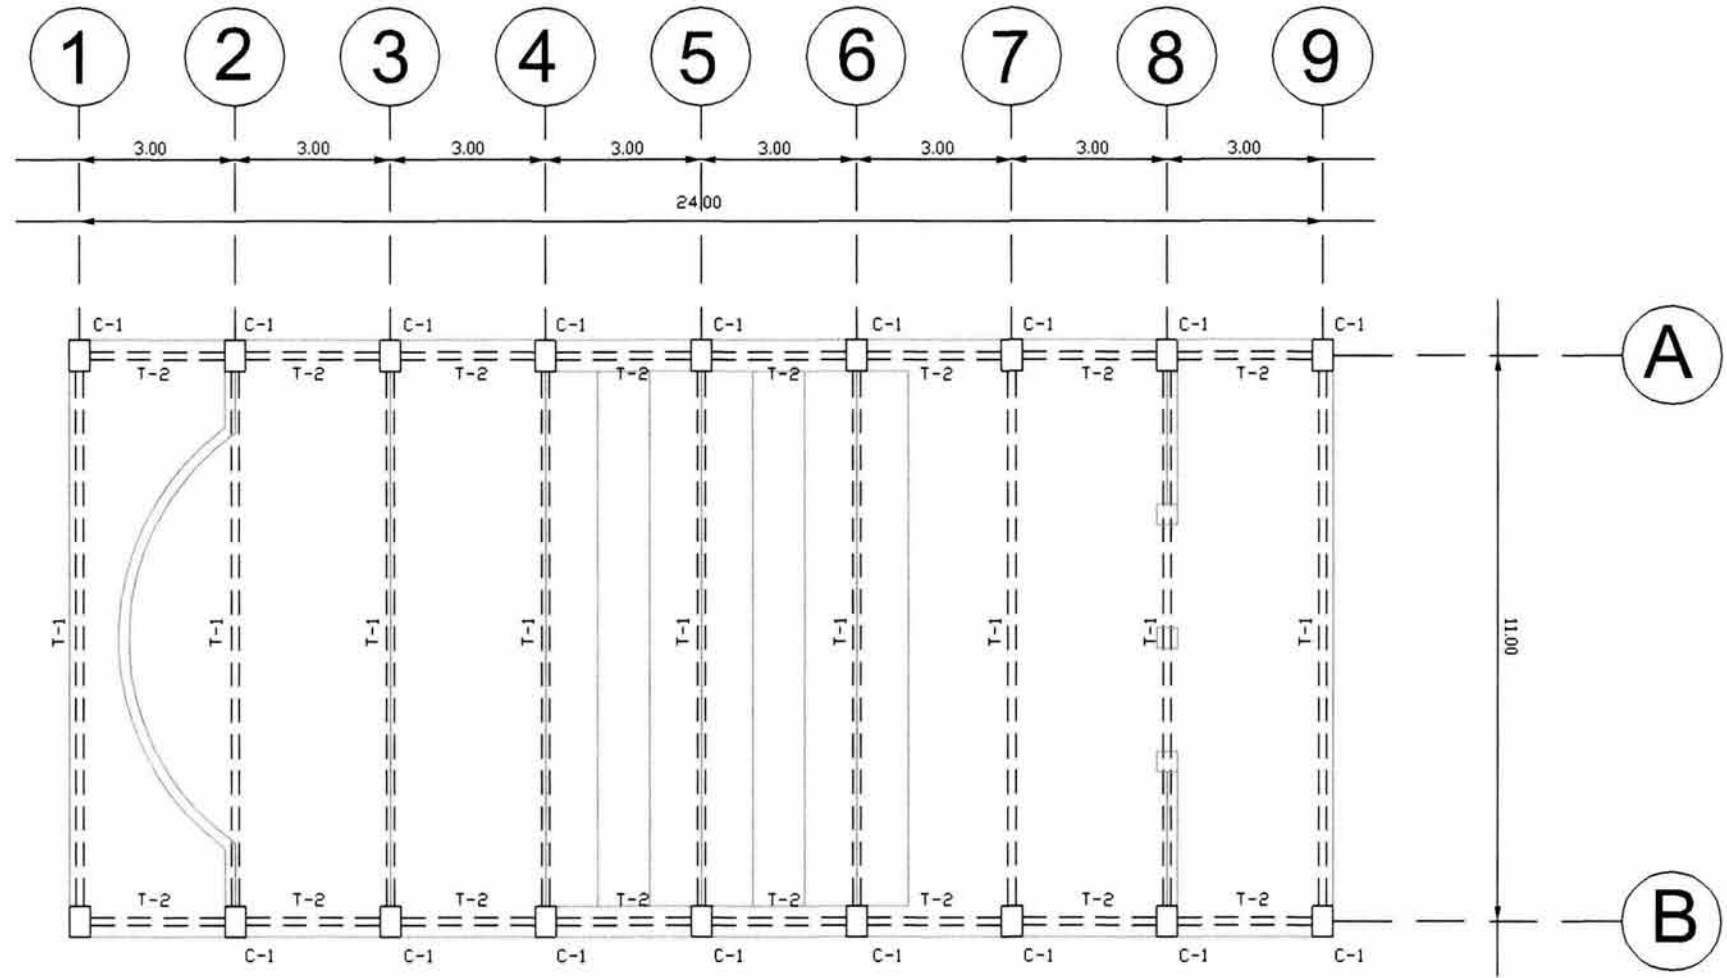 1 2 3 4 5 6 7 8 9
3.00 3.00 3.00 3.00 3.00 3.00 3.00 3.00
24.00
C-1 C-1 C-1 C-1 C-1 C-1 C-1 C-1 C-1
A
T-2 T-2 T-2 T-2 T-2 T-2 T-2 T-2
T-1 T-1 T-1 T-1 T-1 T-1 T-1 T-1 T-1
11.00
T-2 T-2 T-2 T-2 T-2 T-2 T-2 T-2
B
C-1 C-1 C-1 C-1 C-1 C-1 C-1 C-1